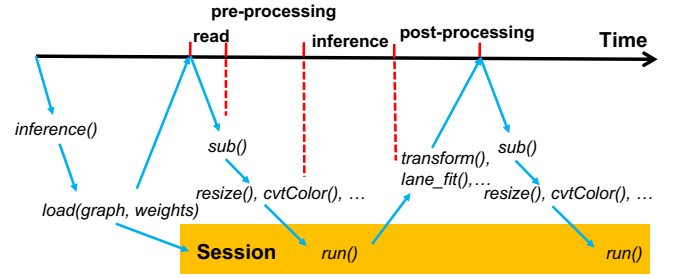 pre-processing
read
inference
post-processing
Time
inference()
sub()
sub()
transform(),
lane_fit(),...
load(graph, weights)
resize(), cvtColor(), ...
resize(), cvtColor(), ...
Session
run()
run()